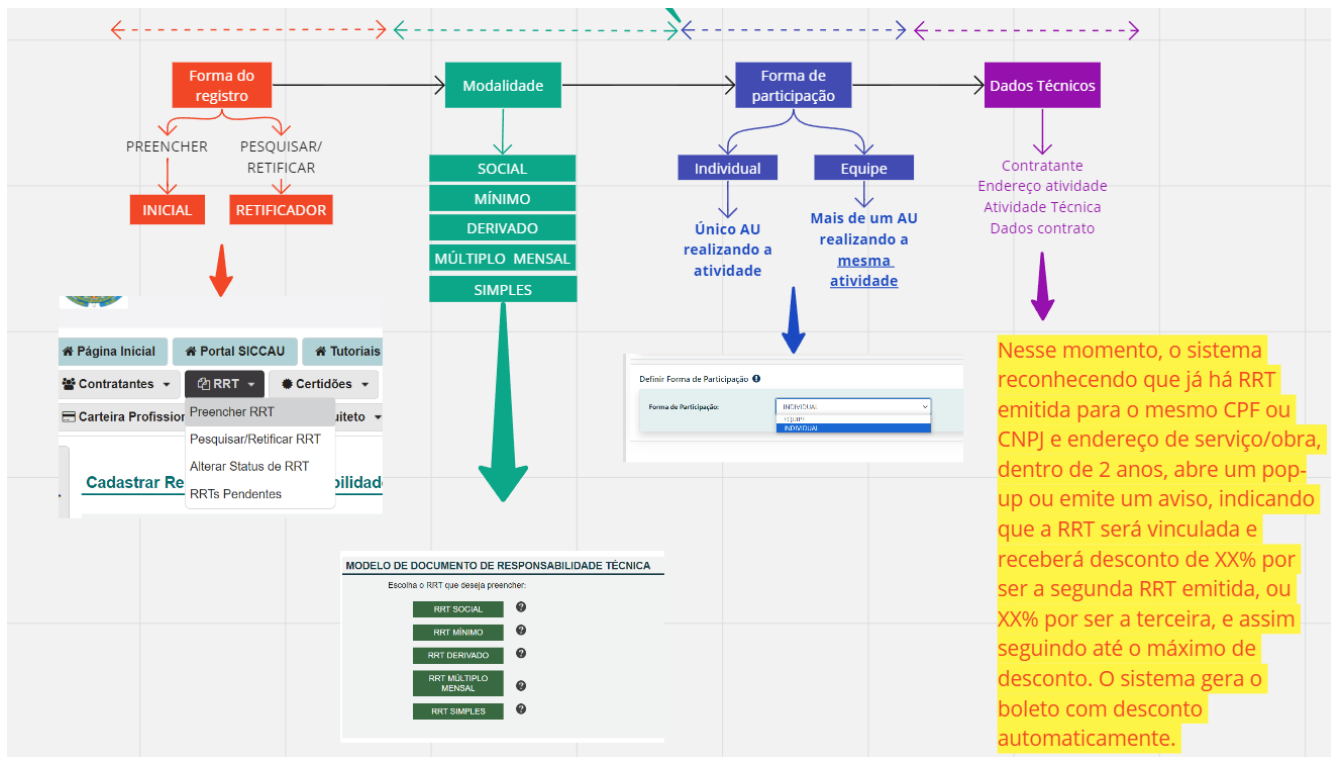 Forma do
registro
Modalidade
Forma de
participação
Dados Técnicos
PREENCHER
PESQUISAR/
RETIFICAR
INICIAL
RETIFICADOR
SOCIAL
MÍNIMO
DERIVADO
MÚLTIPLO MENSAL
SIMPLES
Individual
Equipe
Único AU
realizando a
atividade
Mais de um AU
realizando a
mesma
atividade
Contratante
Endereço atividade
Atividade Técnica
Dados contrato
Página Inicial
Portal SICCAU
Tutoriais
Contratantes
RRT
Certidões
Carteira Profission
uiteto
Preencher RRT
Pesquisar/Retificar RRT
Alterar Status de RRT
RRTs Pendentes
Cadastrar Re
bilidad
Definir Forma de Participação
Forma de Participação:
INDIVIDUAL
EQUIPE
INDIVIDUAL
MODELO DE DOCUMENTO DE RESPONSABILIDADE TÉCNICA
Escolha o RRT que deseja preencher:
RRT SOCIAL
RRT MÍNIMO
RRT DERIVADO
RRT MÚLTIPLO
MENSAL
RRT SIMPLES
Nesse momento, o sistema
reconhecendo que já há RRT
emitida para o mesmo CPF ou
CNPJ e endereço de serviço/obra,
dentro de 2 anos, abre um pop-
up ou emite um aviso, indicando
que a RRT será vinculada e
receberá desconto de XX% por
ser a segunda RRT emitida, ou
XX% por ser a terceira, e assim
seguindo até o máximo de
desconto. O sistema gera o
boleto com desconto
automaticamente.